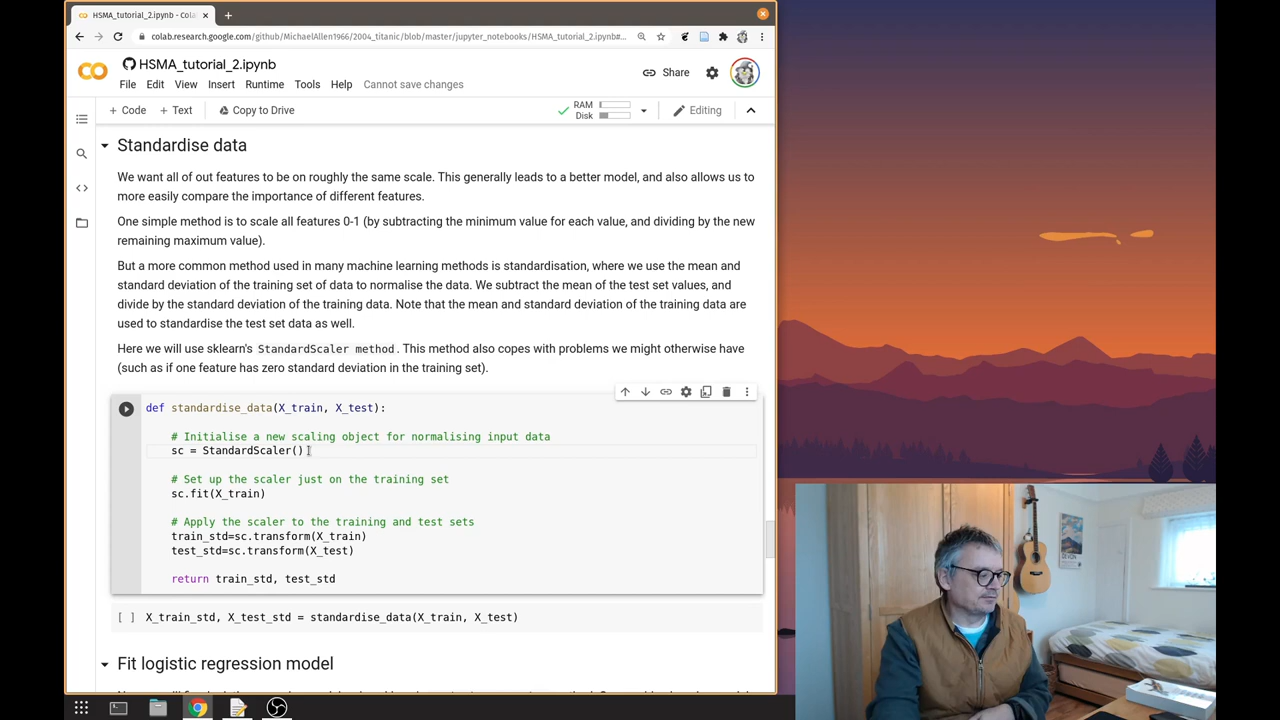 HSMA_tutorial_2.ipynb - Cola
colab.research.google.com/github/MichaelAllen1966/2004_titanic/blob/master/jupyter_notebooks/HSMA_tutorial_2.ipynb#...
HSMA_tutorial_2.ipynb
Share
File Edit View Insert Runtime Tools Help Cannot save changes
+ Code + Text Copy to Drive
RAM
Disk
Editing
Standardise data
We want all of out features to be on roughly the same scale. This generally leads to a better model, and also allows us to
more easily compare the importance of different features.
One simple method is to scale all features 0-1 (by subtracting the minimum value for each value, and dividing by the new
remaining maximum value).
But a more common method used in many machine learning methods is standardisation, where we use the mean and
standard deviation of the training set of data to normalise the data. We subtract the mean of the test set values, and
divide by the standard deviation of the training data. Note that the mean and standard deviation of the training data are
used to standardise the test set data as well.
Here we will use sklearn's StandardScaler method. This method also copes with problems we might otherwise have
(such as if one feature has zero standard deviation in the training set).
def standardise_data(X_train, X_test):
# Initialise a new scaling object for normalising input data
sc = StandardScaler()
# Set up the scaler just on the training set
sc.fit(X_train)
# Apply the scaler to the training and test sets
train_std=sc.transform(X_train)
test_std=sc.transform(X_test)
return train_std, test_std
[ ] X_train_std, X_test_std = standardise_data(X_train, X_test)
Fit logistic regression model
DEVON